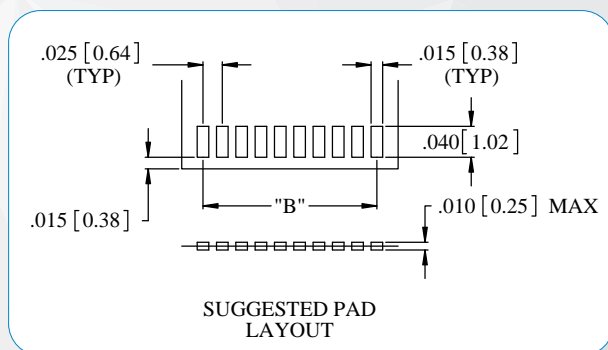 .025 [0.64]
(TYP)
.015 [0.38]
(TYP)
.040[1.02]
.015 [0.38]
"B"
.010 [0.25] MAX
SUGGESTED PAD
LAYOUT